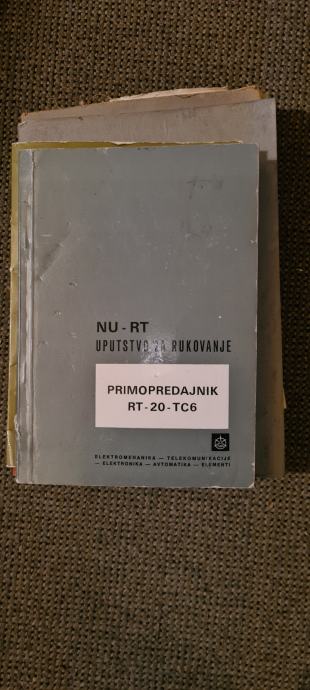 NU - RT
UPUTSTVO ZA RUKOVANJE
PRIMOPREDAJNIK
RT - 20 - TC6
ELEKTROMEHANIKA — TELEKOMUNIKACIJE
— ELEKTRONIKA — AVTOMATIKA — ELEMENTI